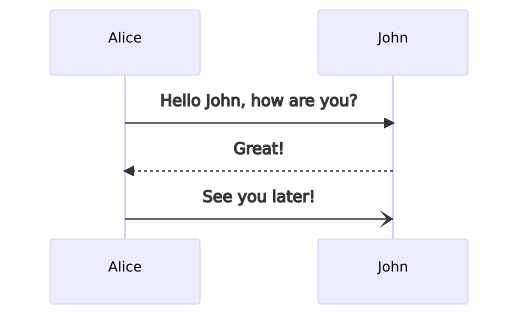 Alice
John
Hello John, how are you?
Great!
See you later!
Alice
John